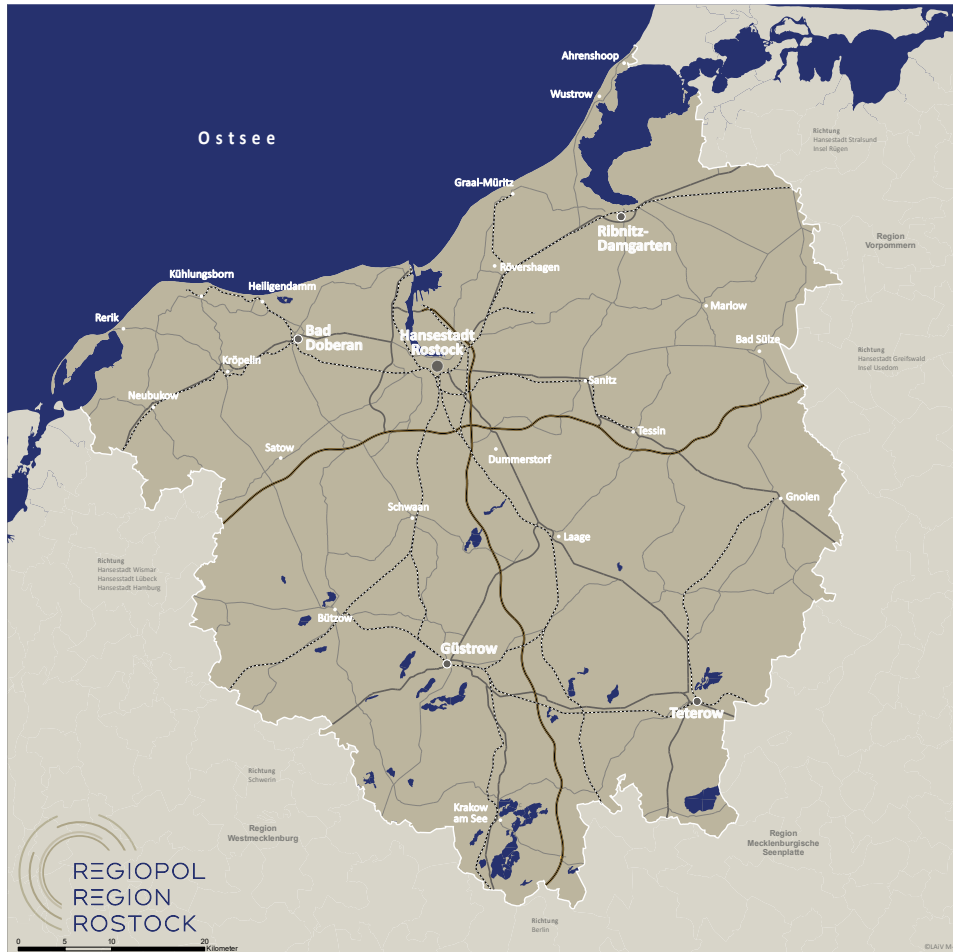 Ahrenshoop
Wustrow
Ostsee
Richtung
Hansestadt Stralsund
Insel Rügen
Graal-Müritz
Ribnitz-
Damgarten
Region
Vorpommern
Rövershagen
Kühlungsborn
Heiligendamm
Marlow
Rerik
Bad
Doberan
Hansestadt
Rostock
Bad Sülze
Richtung
Hansestadt Greifswald
Insel Usedom
Kröpelin
Sanitz
Neubukow
Tessin
Satow
Dummerstorf
Gnoien
Schwaan
Laage
Richtung
Hansestadt Wismar
Hansesstadt Lübeck
Hansestadt Hamburg
Bützow
Güstrow
Teterow
Richtung
Schwerin
Krakow
am See
Region
Westmecklenburg
Region
Mecklenburgische
Seenplatte
REGIOPOL
REGION
ROSTOCK
Richtung
Berlin
0 5 10 20
Kilometer
©LAiV M